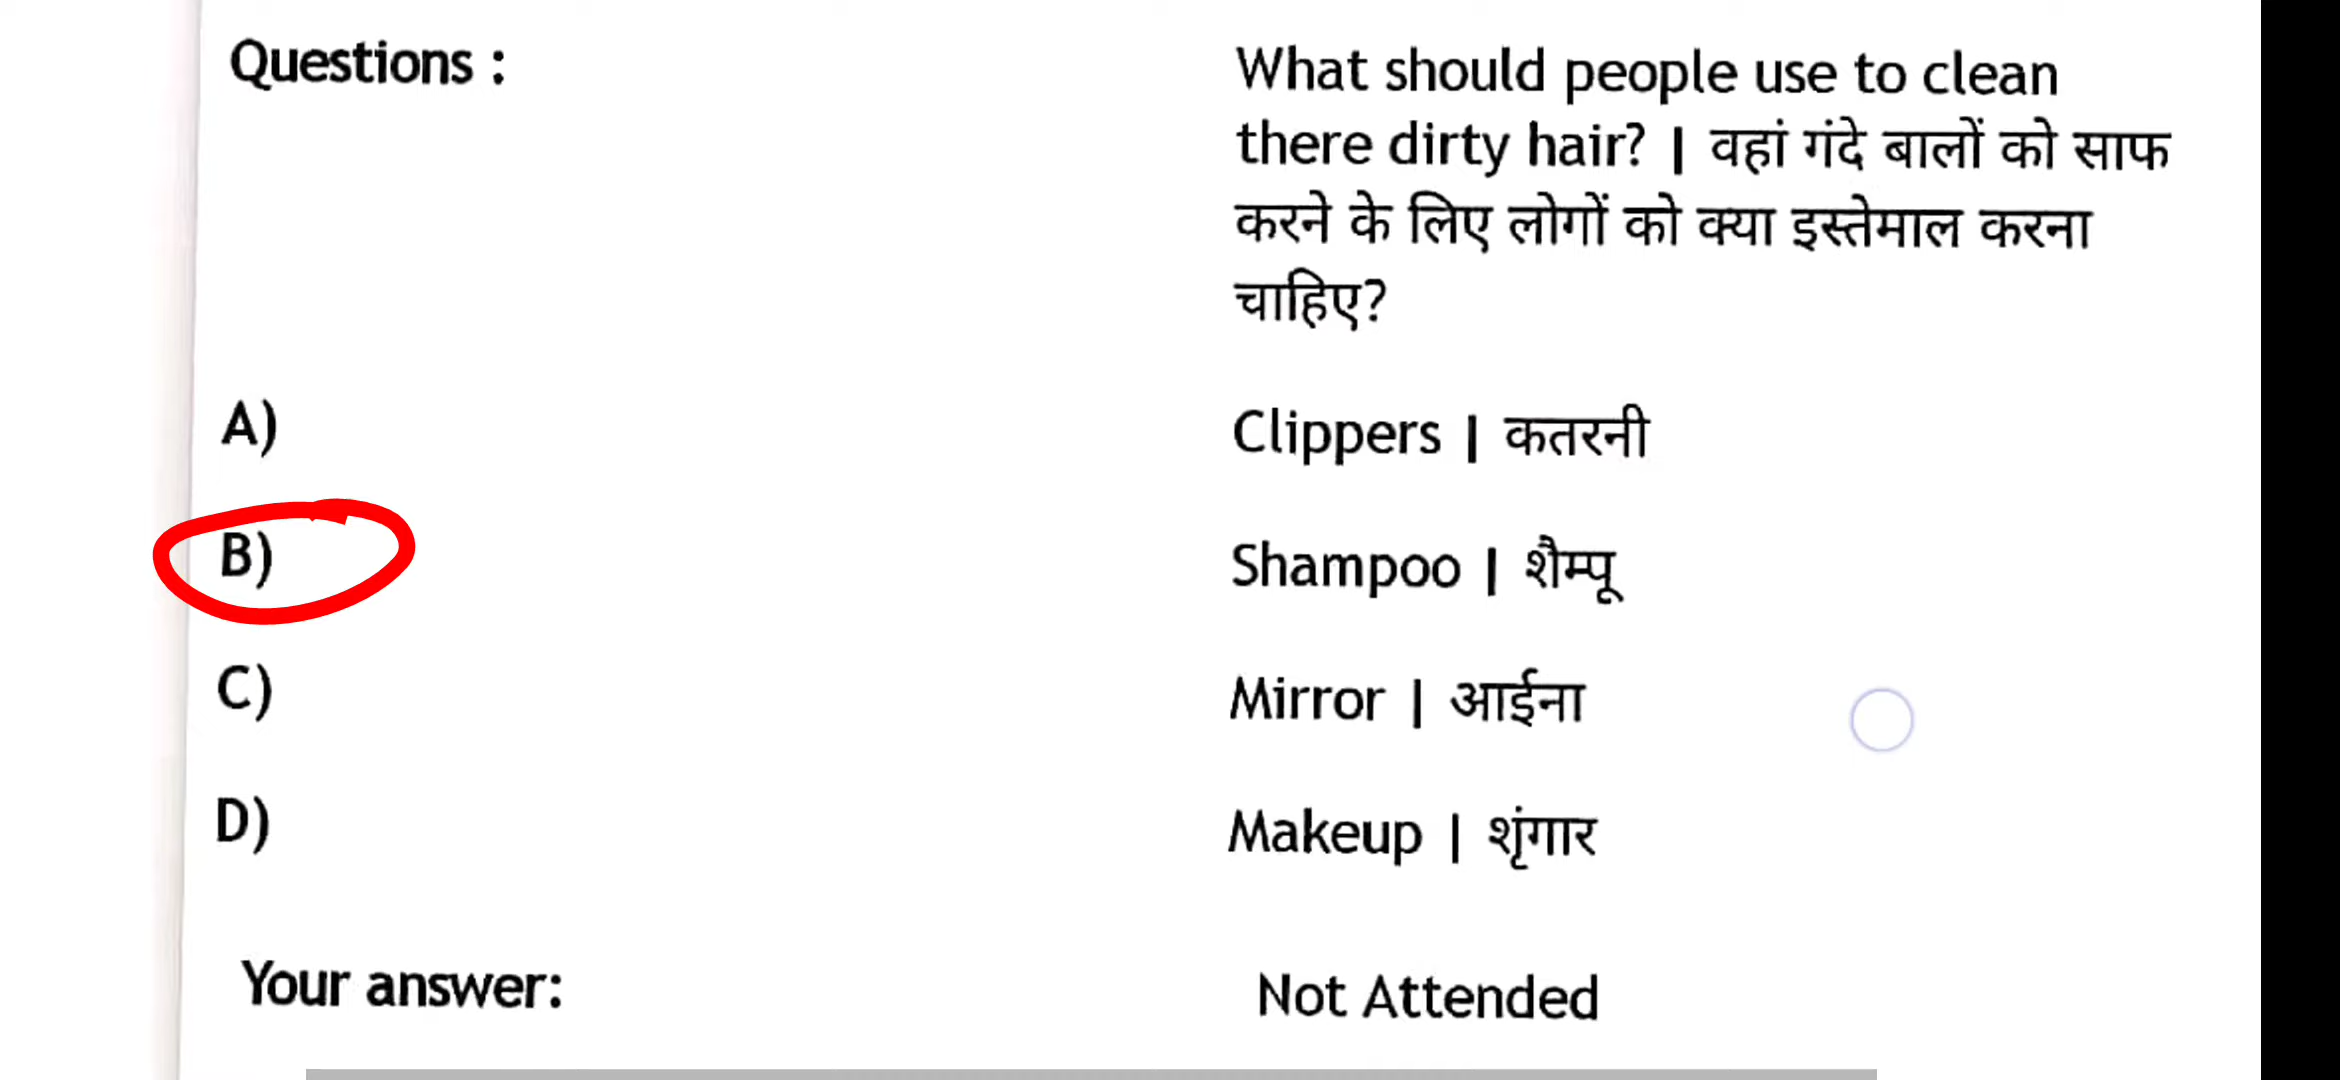 Questions :
What should people use to clean
there dirty hair? | वहां गंदे बालों को साफ
करने के लिए लोगों को क्या इस्तेमाल करना
चाहिए?
A) Clippers | कतरनी
B) Shampoo | शैम्पू
C) Mirror | आईना
D) Makeup | शृंगार
Your answer: Not Attended